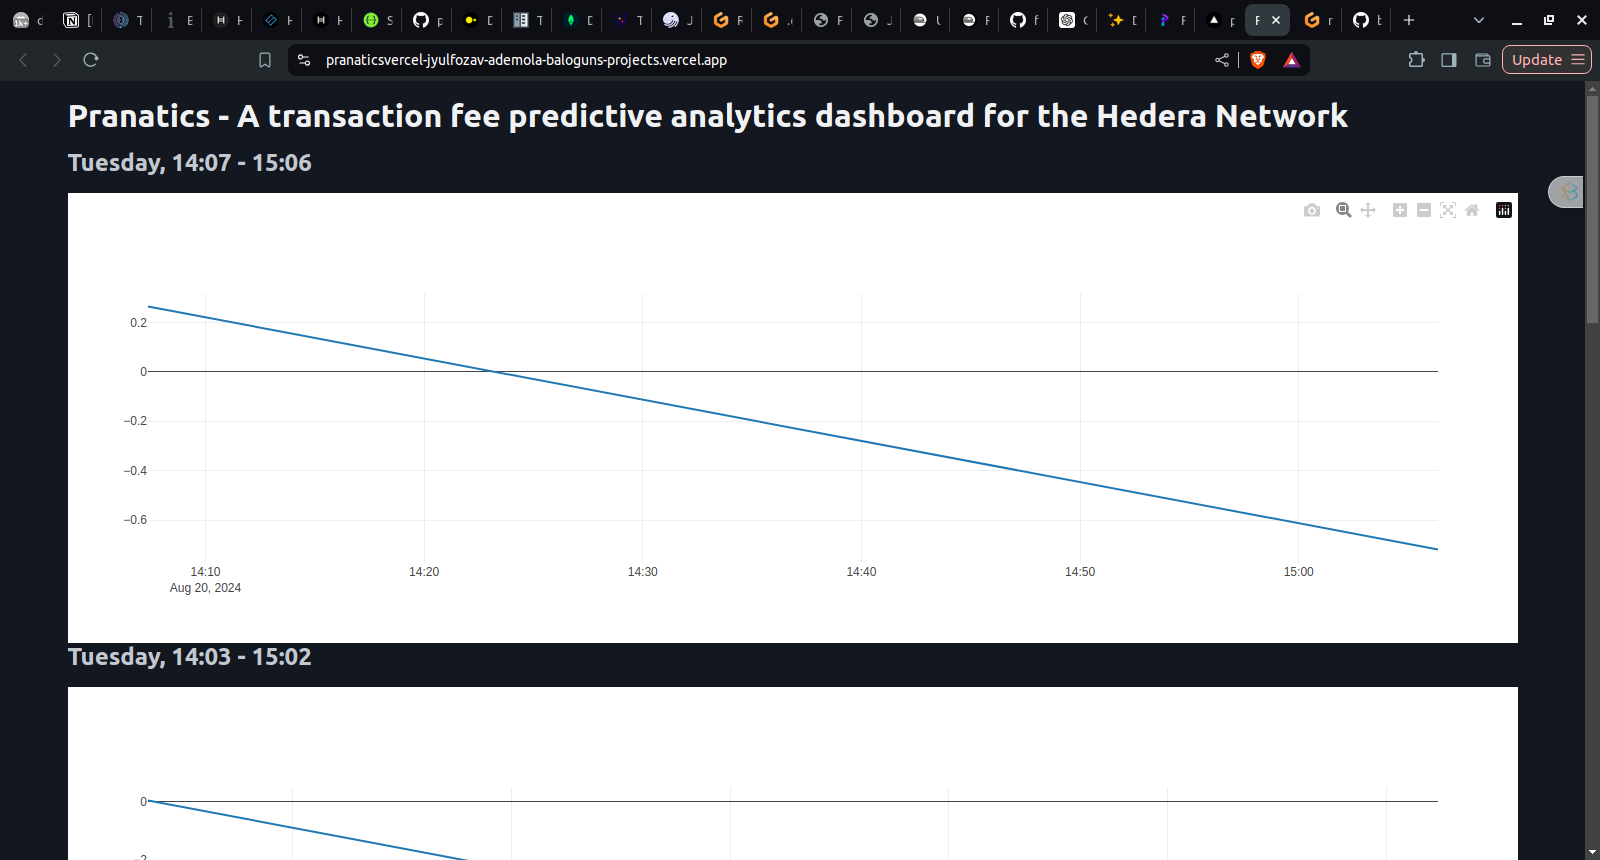 Update
pranaticsvercel-jyulfozav-ademola-baloguns-projects.vercel.app
Pranatics - A transaction fee predictive analytics dashboard for the Hedera Network
Tuesday, 14:07 - 15:06
0.2
0
−0.2
−0.4
−0.6
14:10
14:20
14:30
14:40
14:50
15:00
Aug 20, 2024
Tuesday, 14:03 - 15:02
0
−2